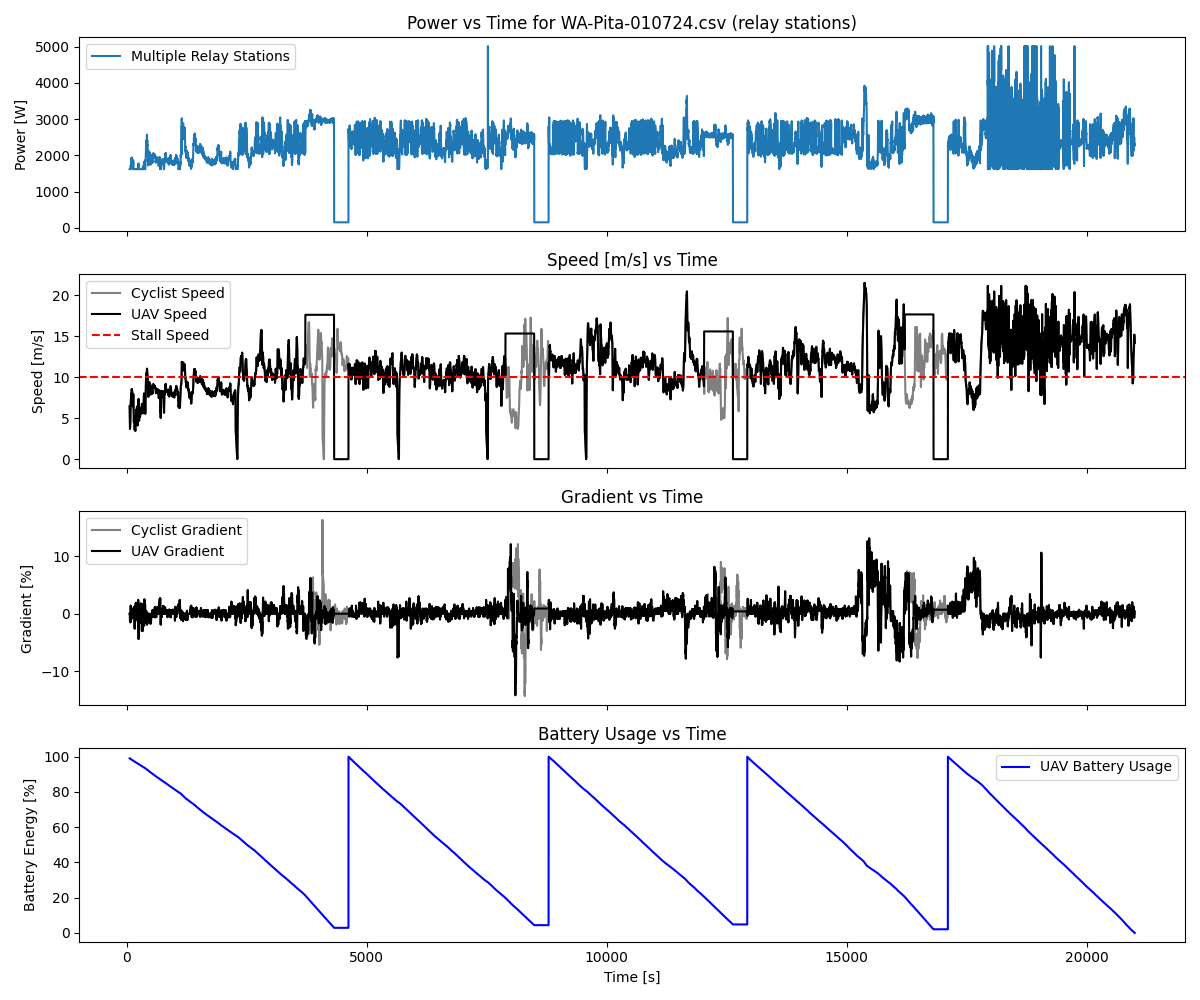 Power vs Time for WA-Pita-010724.csv (relay stations)
Power [W]
5000
4000
3000
2000
1000
0
Multiple Relay Stations
Speed [m/s] vs Time
Speed [m/s]
20
15
10
5
0
Cyclist Speed
UAV Speed
Stall Speed
Gradient vs Time
Gradient [%]
10
0
−10
Cyclist Gradient
UAV Gradient
Battery Usage vs Time
Battery Energy [%]
100
80
60
40
20
0
UAV Battery Usage
0 5000 10000 15000 20000
Time [s]